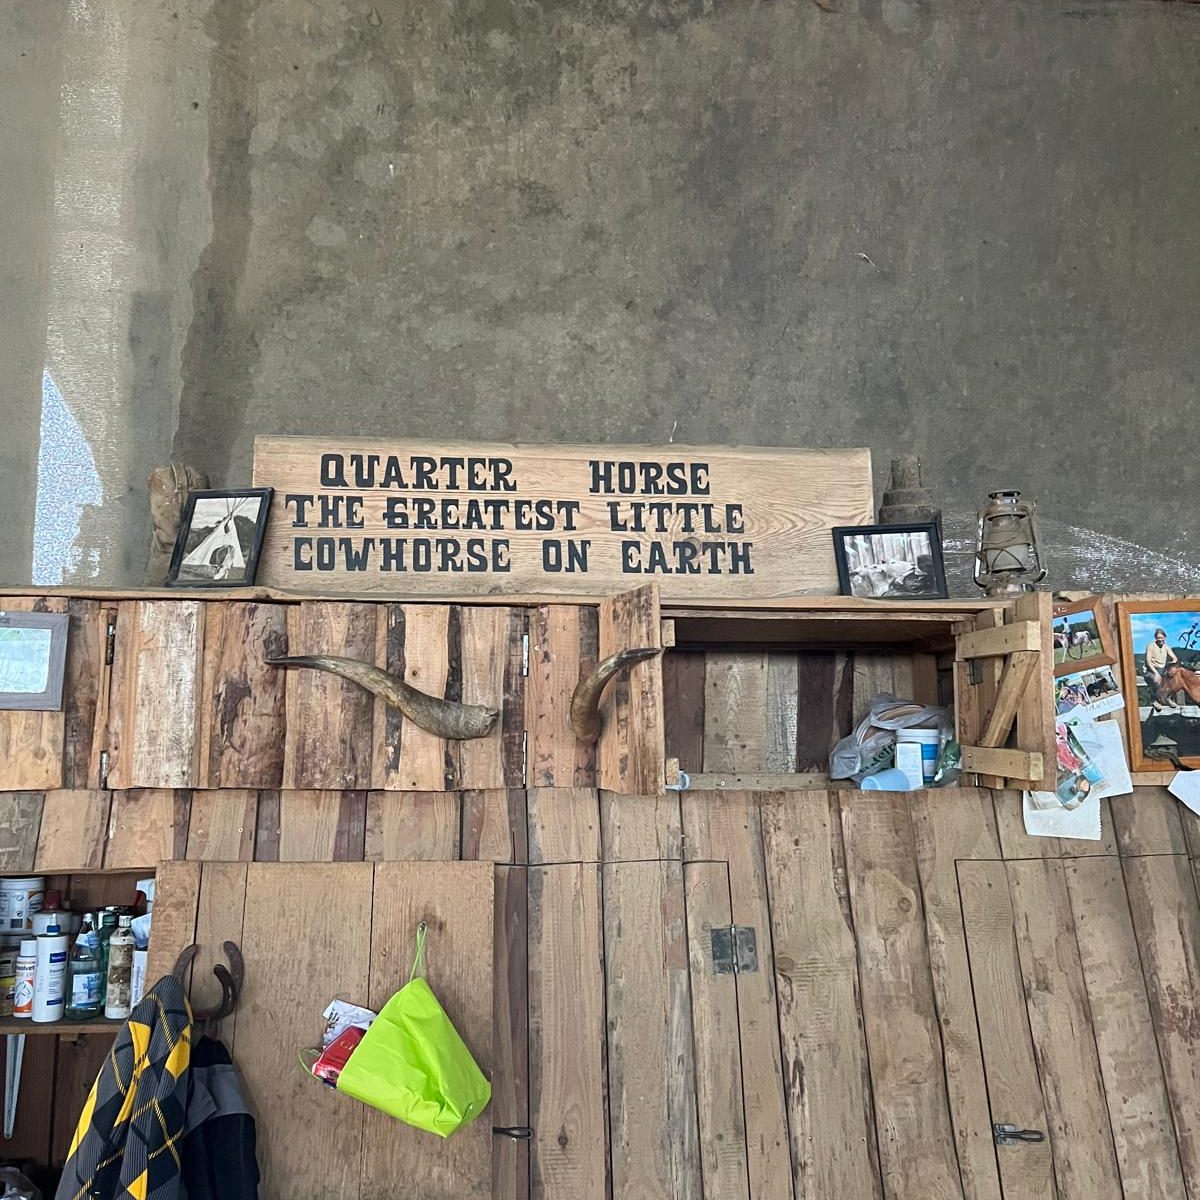 QUARTER HORSE
THE GREATEST LITTLE
COWHORSE ON EARTH